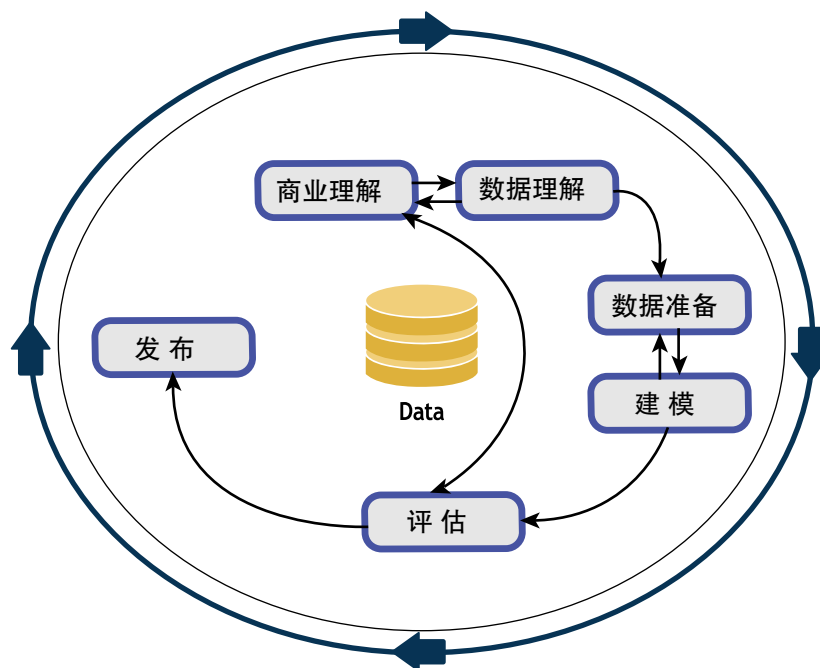 商业理解
数据理解
数据准备
发 布
Data
建 模
评 估